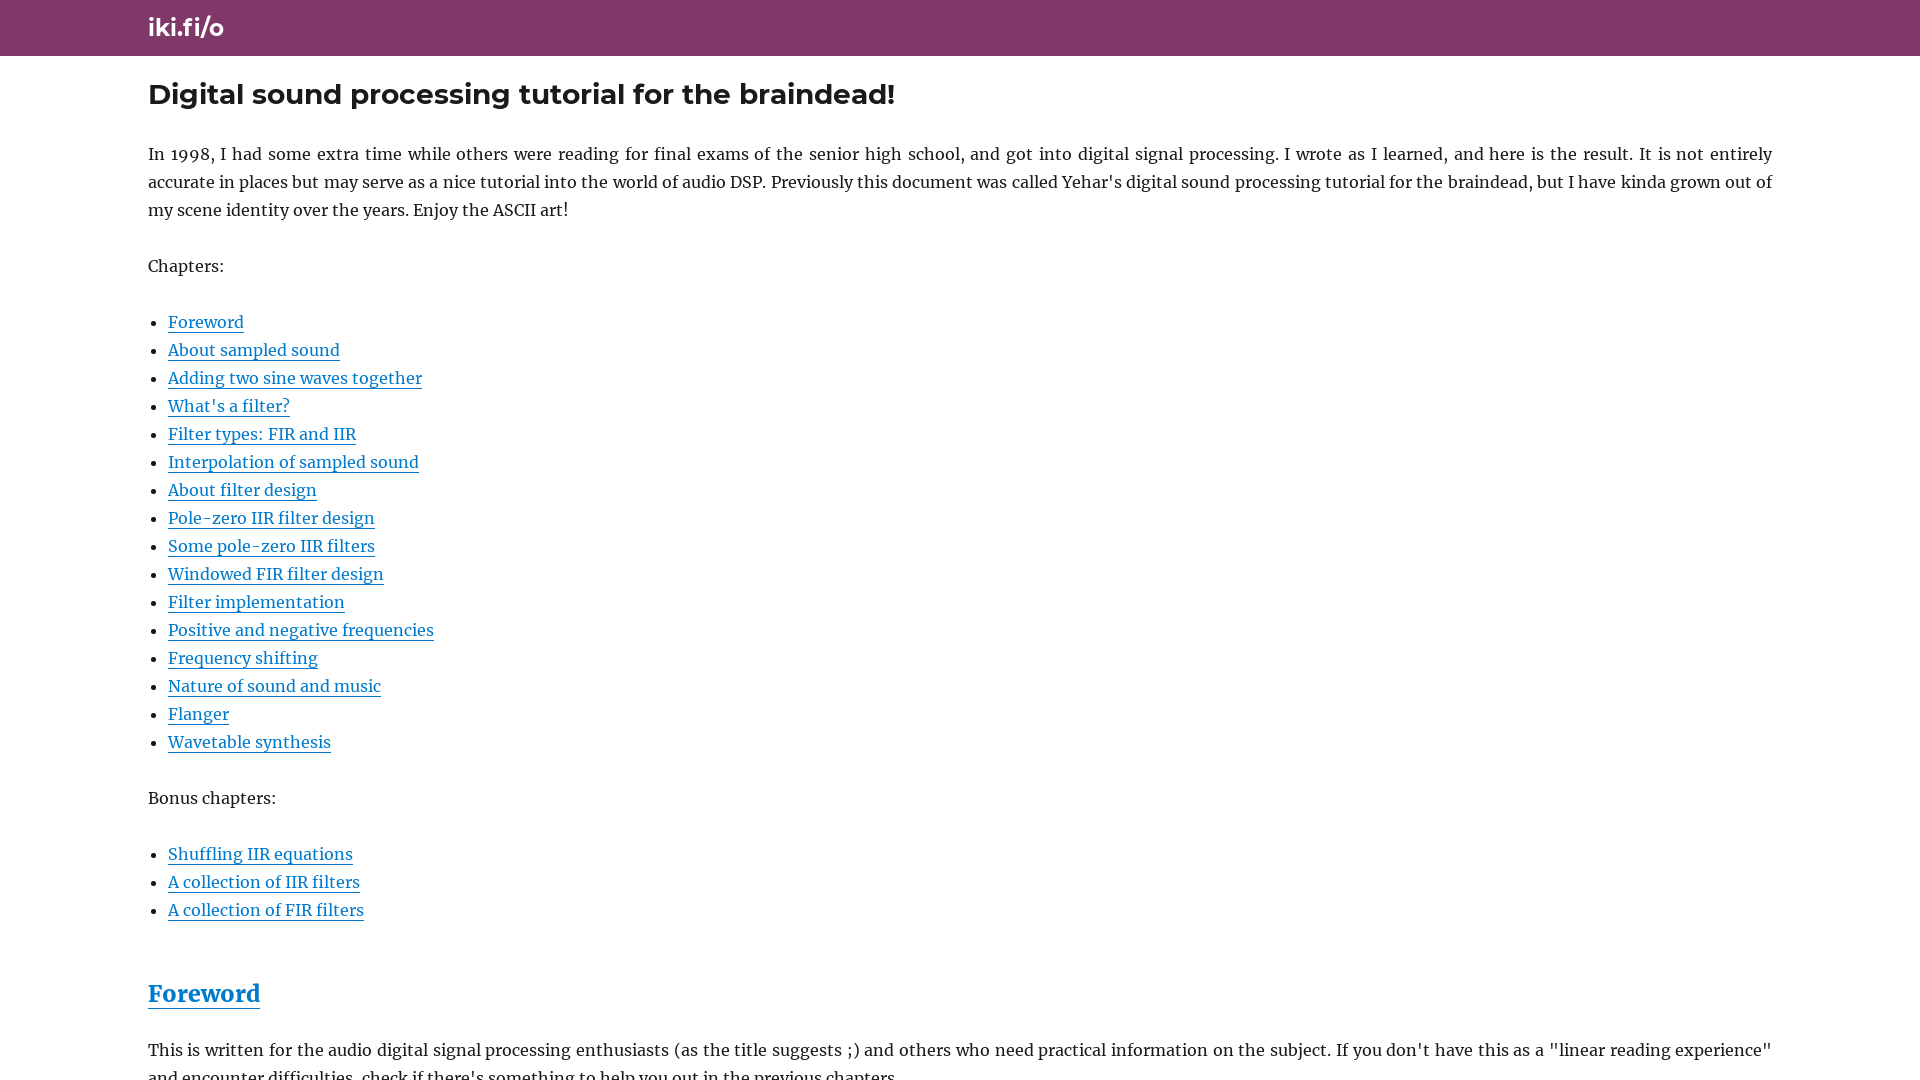 iki.fi/o
Digital sound processing tutorial for the braindead!
In 1998, I had some extra time while others were reading for final exams of the senior high school, and got into digital signal processing. I wrote as I learned, and here is the result. It is not entirely
accurate in places but may serve as a nice tutorial into the world of audio DSP. Previously this document was called Yehar's digital sound processing tutorial for the braindead, but I have kinda grown out of
my scene identity over the years. Enjoy the ASCII art!
Chapters:
Foreword
About sampled sound
Adding two sine waves together
What's a filter?
Filter types: FIR and IIR
Interpolation of sampled sound
About filter design
Pole-zero IIR filter design
Some pole-zero IIR filters
Windowed FIR filter design
Filter implementation
Positive and negative frequencies
Frequency shifting
Nature of sound and music
Flanger
Wavetable synthesis
Bonus chapters:
Shuffling IIR equations
A collection of IIR filters
A collection of FIR filters
Foreword
This is written for the audio digital signal processing enthusiasts (as the title suggests ;) and others who need practical information on the subject. If you don't have this as a "linear reading experience"
and encounter difficulties, check if there's something to help you out in the previous chapters.